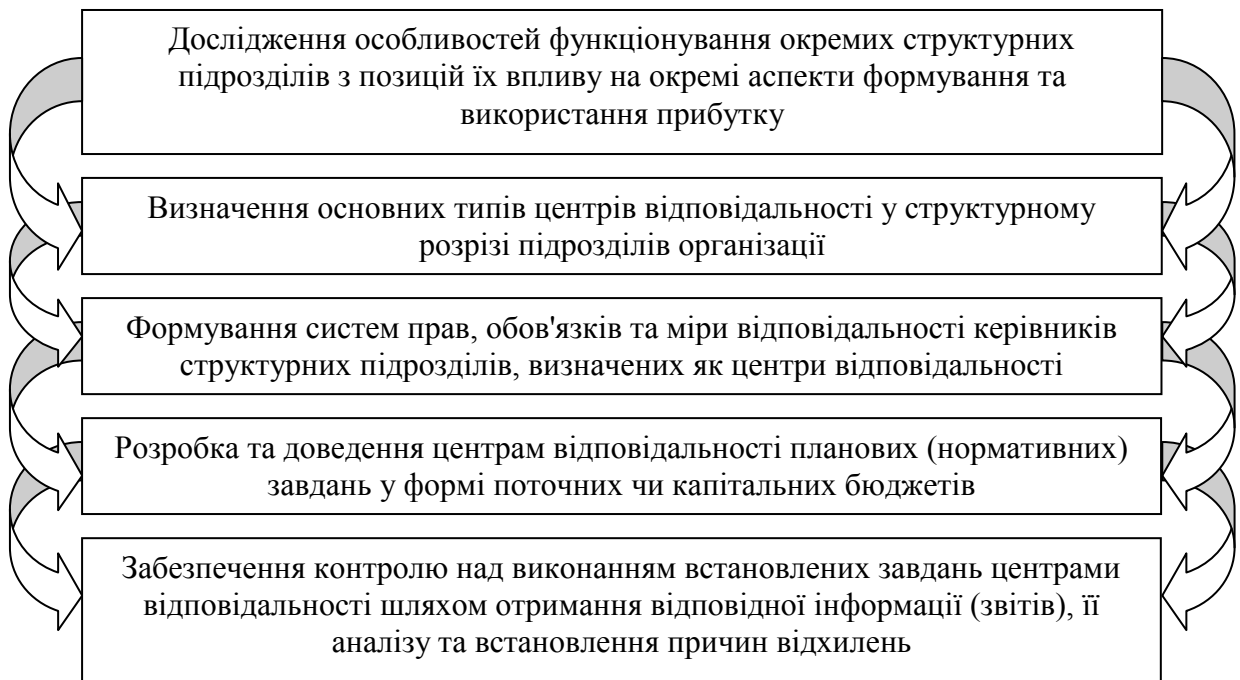 Дослідження особливостей функціонування окремих структурних
підрозділів з позицій їх впливу на окремі аспекти формування та
використання прибутку
Визначення основних типів центрів відповідальності у структурному
розрізі підрозділів організації
Формування систем прав, обов'язків та міри відповідальності керівників
структурних підрозділів, визначених як центри відповідальності
Розробка та доведення центрам відповідальності планових (нормативних)
завдань у формі поточних чи капітальних бюджетів
Забезпечення контролю над виконанням встановлених завдань центрами
відповідальності шляхом отримання відповідної інформації (звітів), її
аналізу та встановлення причин відхилень